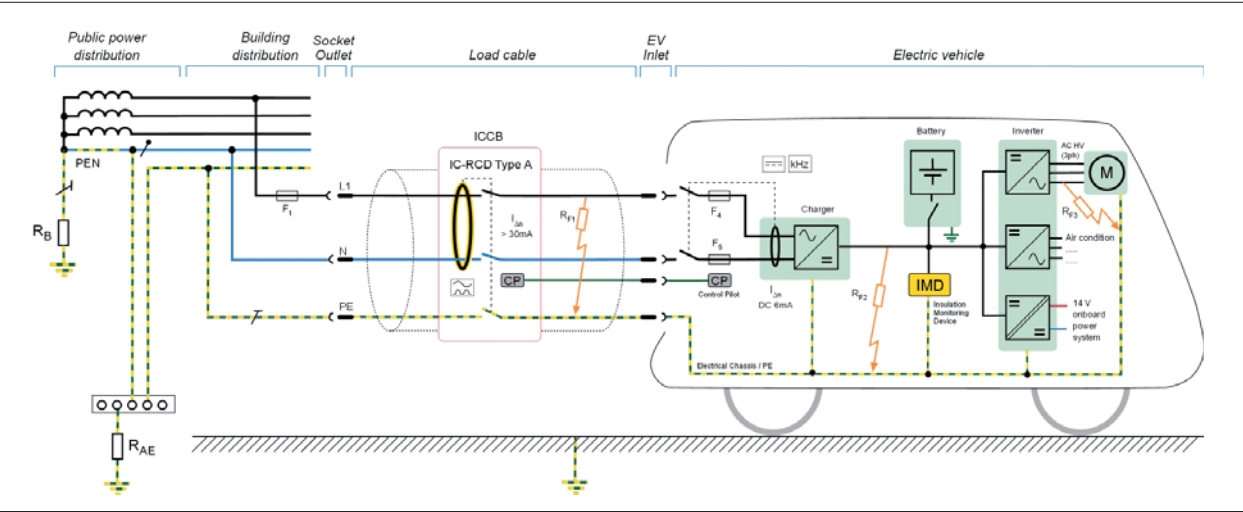 Public power
distribution
Building
distribution
Socket
Outlet
Load cable
EV
Inlet
Electric vehicle
PEN
RB
F1
L1
N
PE
ICCB
IC-RCD Type A
IΔn
> 30mA
RF1
CP
CP
Control Pilot
kHz
F4
F5
Charger
IΔn
DC 6mA
RF2
Battery
IMD
Insulation
Monitoring
Device
Inverter
AC HV
(3ph)
M
RF3
Air condition
.....
.....
14 V
onboard
power
system
Electrical Chassis / PE
RAE